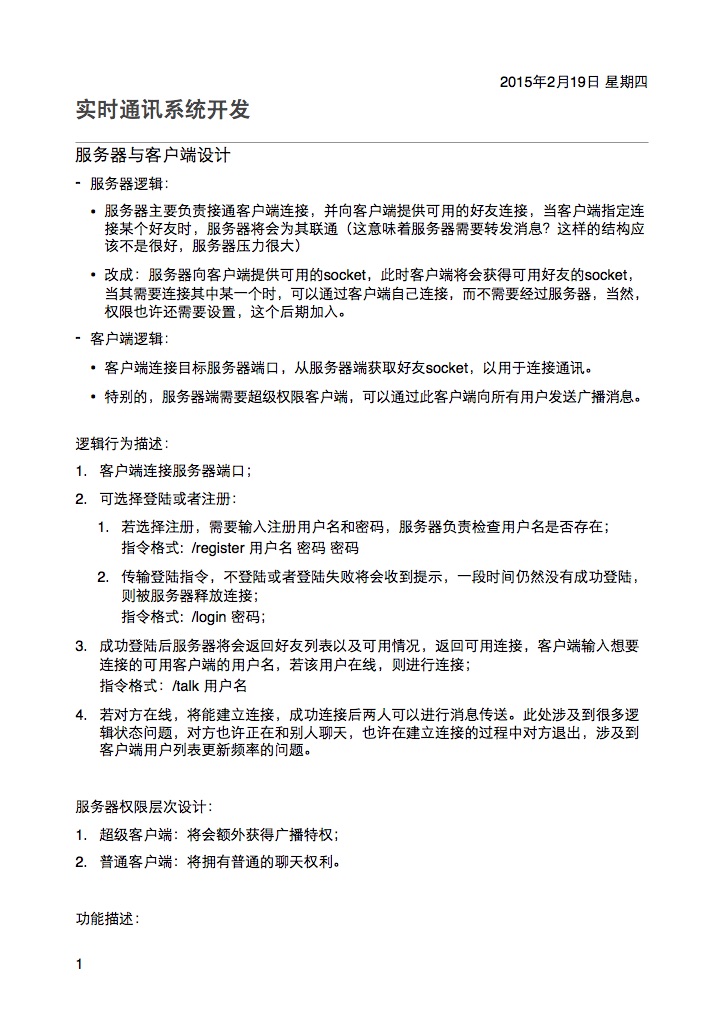 2015年2月19日 星期四
实时通讯系统开发
服务器与客户端设计
- 服务器逻辑：
• 服务器主要负责接通客户端连接，并向客户端提供可用的好友连接，当客户端指定连
接某个好友时，服务器将会为其联通（这意味着服务器需要转发消息？这样的结构应
该不是很好，服务器压力很大）
• 改成：服务器向客户端提供可用的socket，此时客户端将会获得可用好友的socket，
当其需要连接其中某一个时，可以通过客户端自己连接，而不需要经过服务器，当然，
权限也许还需要设置，这个后期加入。
- 客户端逻辑：
• 客户端连接目标服务器端口，从服务器端获取好友socket，以用于连接通讯。
• 特别的，服务器端需要超级权限客户端，可以通过此客户端向所有用户发送广播消息。
逻辑行为描述：
1. 客户端连接服务器端口；
2. 可选择登陆或者注册：
1. 若选择注册，需要输入注册用户名和密码，服务器负责检查用户名是否存在；
指令格式：/register 用户名 密码 密码
2. 传输登陆指令，不登陆或者登陆失败将会收到提示，一段时间仍然没有成功登陆，
则被服务器释放连接；
指令格式：/login 密码；
3. 成功登陆后服务器将会返回好友列表以及可用情况，返回可用连接，客户端输入想要
连接的可用客户端的用户名，若该用户在线，则进行连接；
指令格式：/talk 用户名
4. 若对方在线，将能建立连接，成功连接后两人可以进行消息传送。此处涉及到很多逻
辑状态问题，对方也许正在和别人聊天，也许在建立连接的过程中对方退出，涉及到
客户端用户列表更新频率的问题。
服务器权限层次设计：
1. 超级客户端：将会额外获得广播特权；
2. 普通客户端：将拥有普通的聊天权利。
功能描述：
1